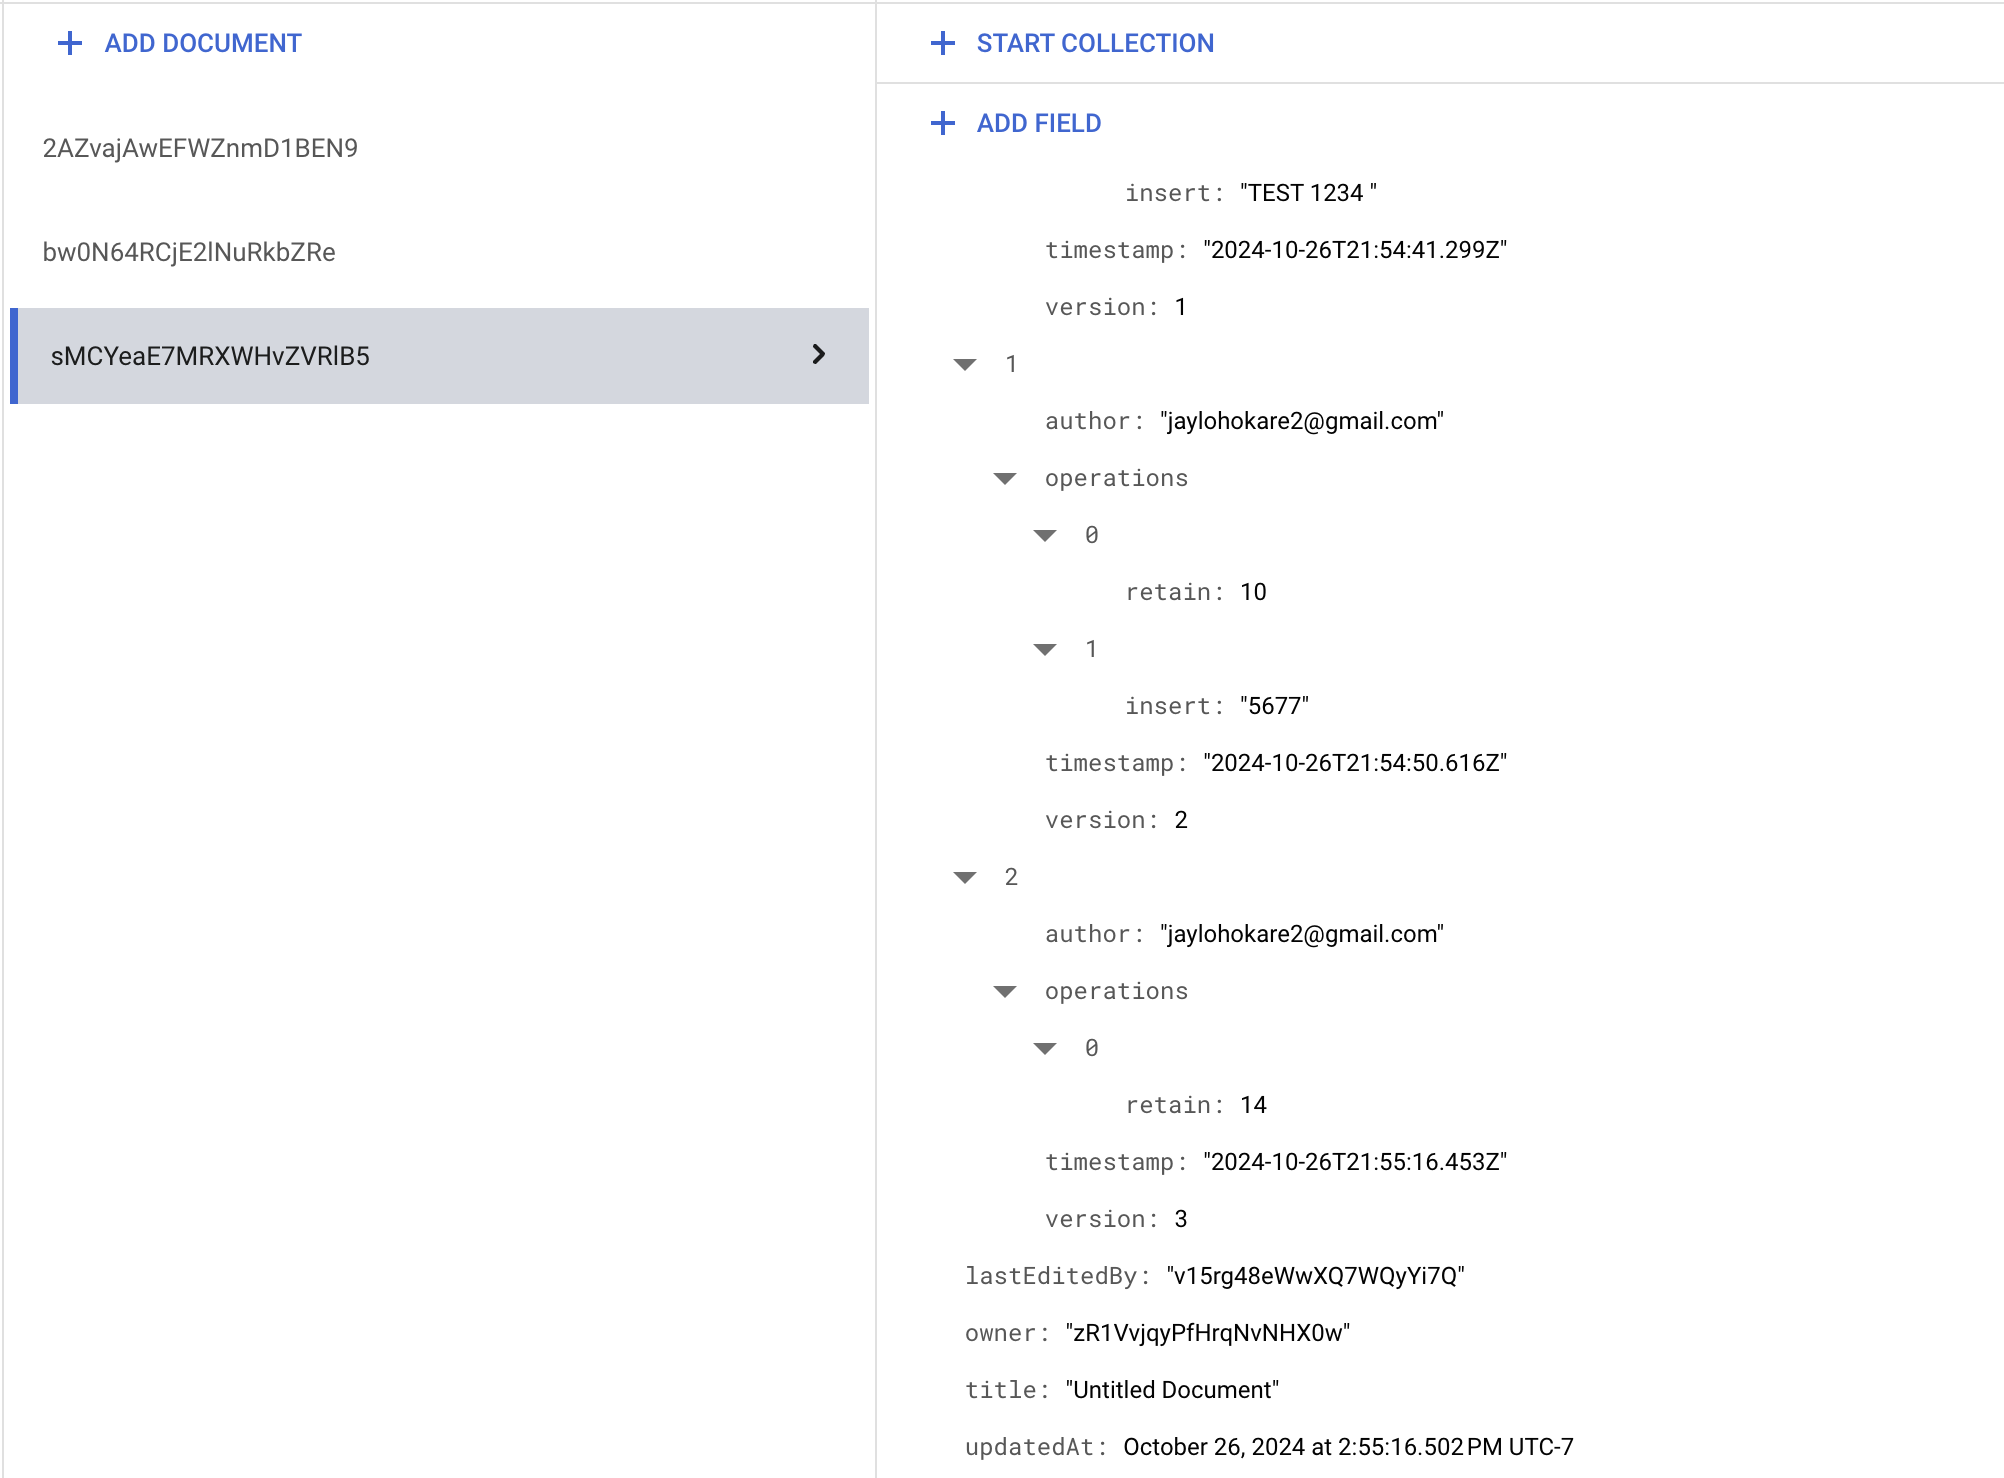 ADD DOCUMENT
2AZvajAwEFWZnmD1BEN9
bw0N64RCjE2lNuRkbZRe
sMCYeaE7MRXWHvZVRlB5
START COLLECTION
ADD FIELD
insert: "TEST 1234 "
timestamp: "2024-10-26T21:54:41.299Z"
version: 1
1
author: "jaylohokare2@gmail.com"
operations
0
retain: 10
1
insert: "5677"
timestamp: "2024-10-26T21:54:50.616Z"
version: 2
2
author: "jaylohokare2@gmail.com"
operations
0
retain: 14
timestamp: "2024-10-26T21:55:16.453Z"
version: 3
lastEditedBy: "v15rg48eWwXQ7WQyYi7Q"
owner: "zR1VvjqyPfHrqNvNHX0w"
title: "Untitled Document"
updatedAt: October 26, 2024 at 2:55:16.502 PM UTC-7